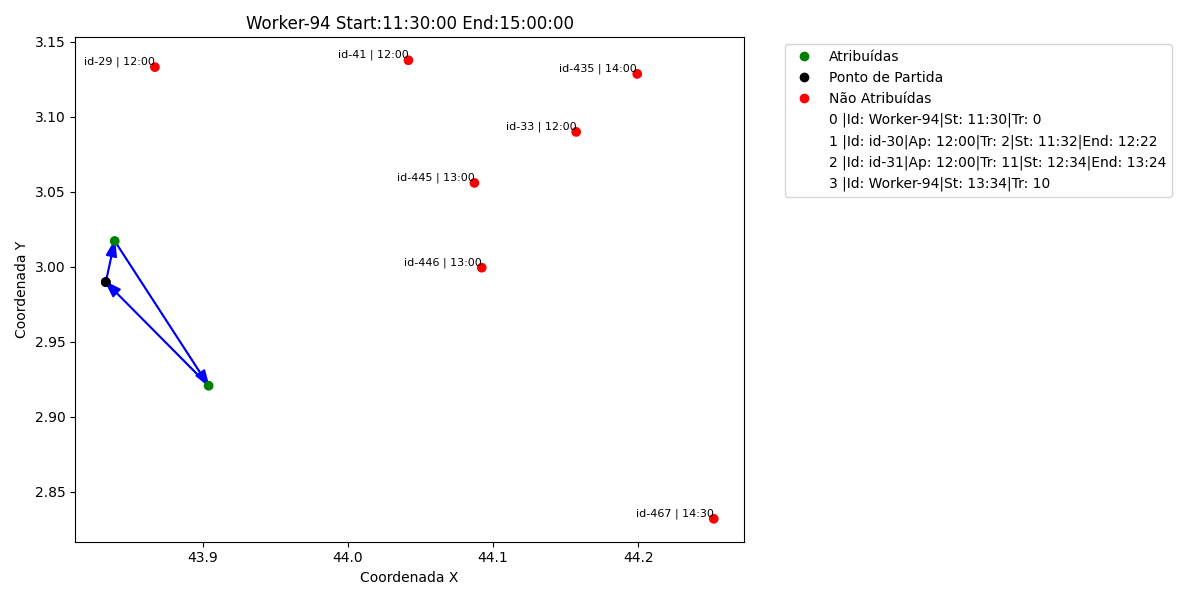 Worker-94 Start:11:30:00 End:15:00:00
3.15
3.10
3.05
3.00
2.95
2.90
2.85
Coordenada Y
id-29 | 12:00
id-41 | 12:00
id-435 | 14:00
id-33 | 12:00
id-445 | 13:00
id-446 | 13:00
id-467 | 14:30
43.9
44.0
44.1
44.2
Coordenada X
Atribuídas
Ponto de Partida
Não Atribuídas
0 |Id: Worker-94|St: 11:30|Tr: 0
1 |Id: id-30|Ap: 12:00|Tr: 2|St: 11:32|End: 12:22
2 |Id: id-31|Ap: 12:00|Tr: 11|St: 12:34|End: 13:24
3 |Id: Worker-94|St: 13:34|Tr: 10